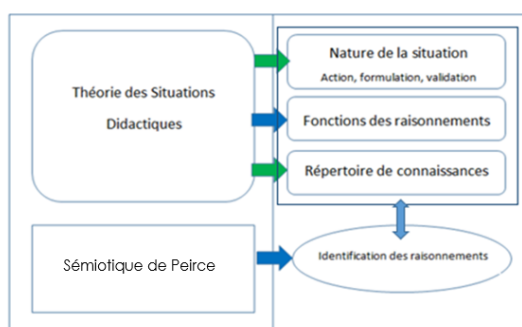 Théorie des Situations
Didactiques
Nature de la situation
Action, formulation, validation
Fonctions des raisonnements
Répertoire de connaissances
Sémiotique de Peirce
Identification des raisonnements